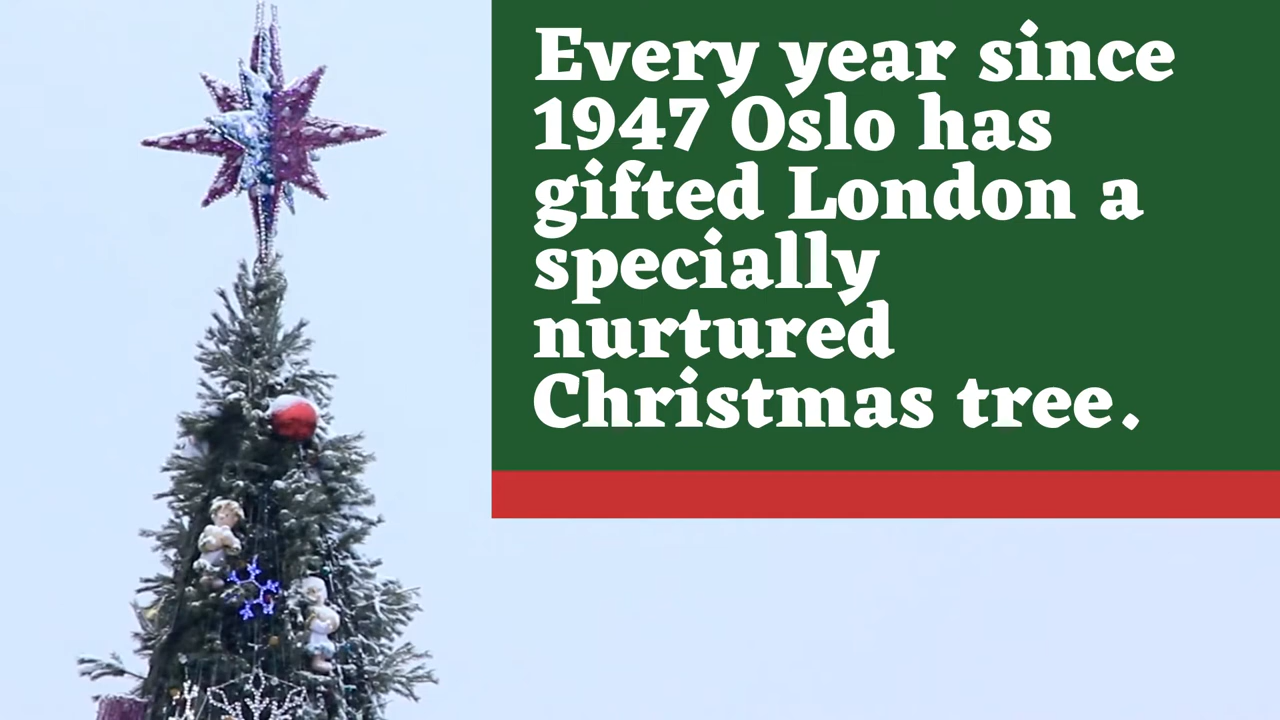 Every year since
1947 Oslo has
gifted London a
specially
nurtured
Christmas tree.